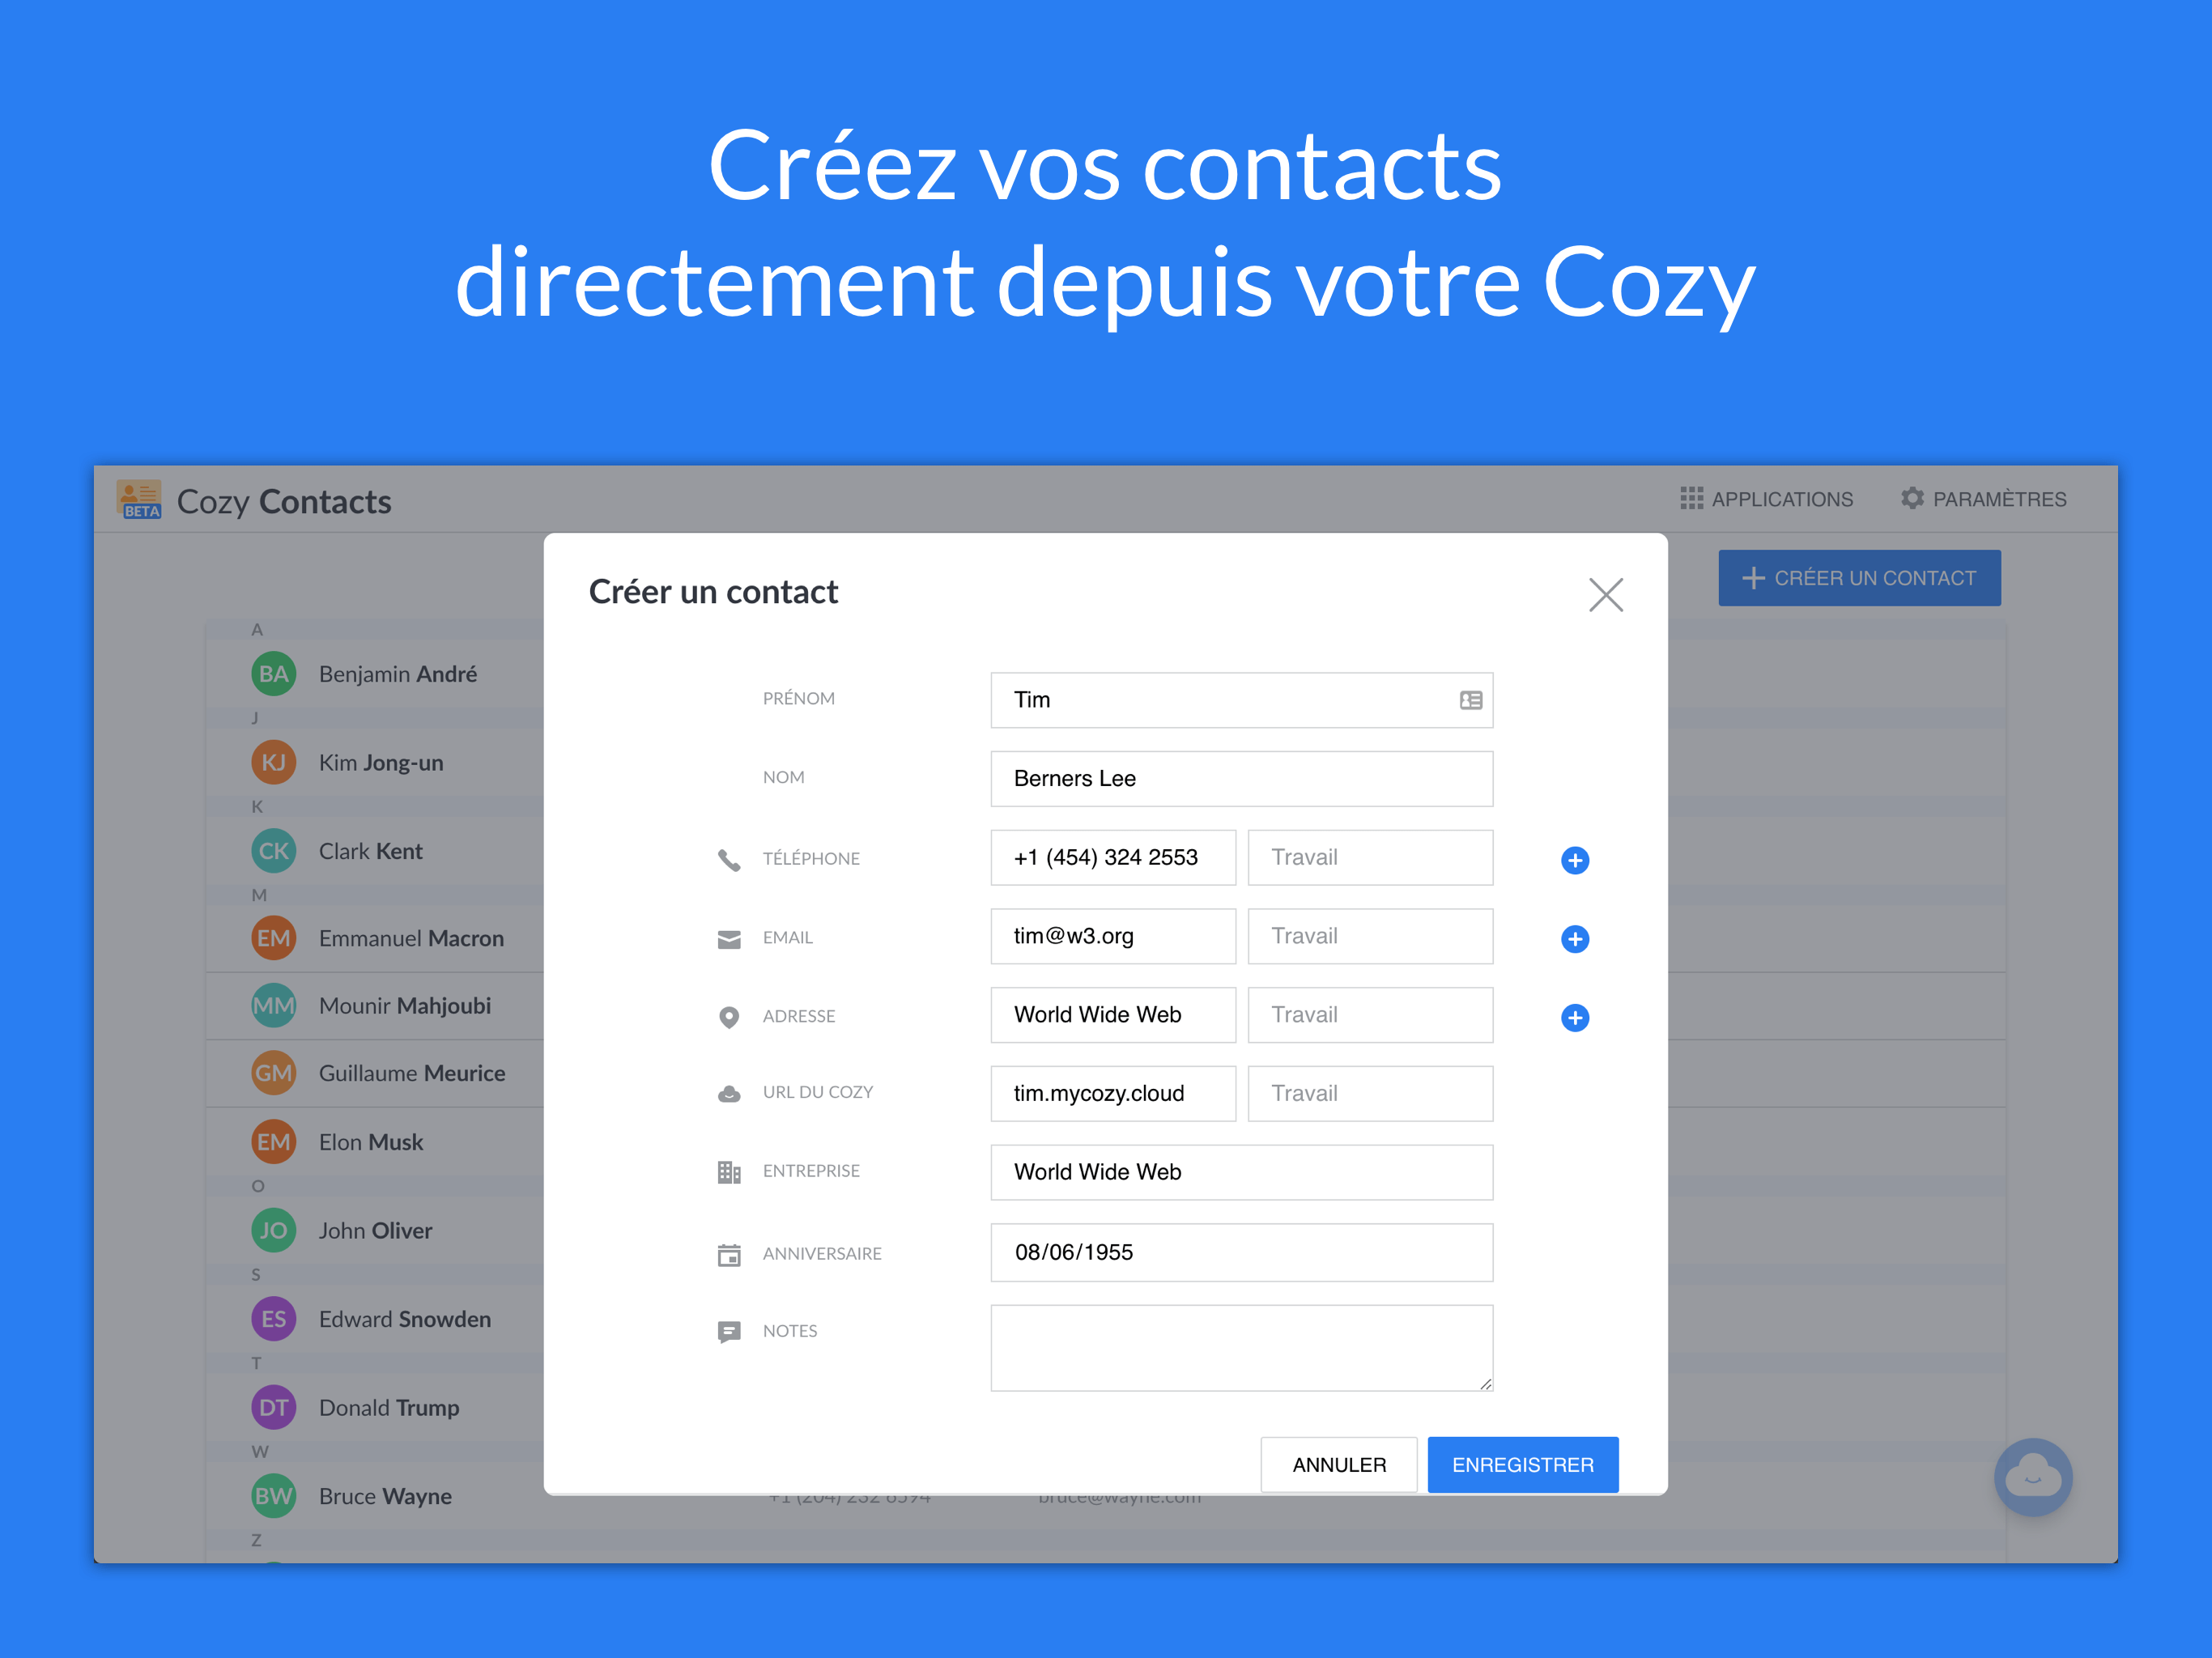 Créez vos contacts
directement depuis votre Cozy
BETA
Cozy Contacts
APPLICATIONS
PARAMÈTRES
CRÉER UN CONTACT
A
BA Benjamin André
J
KJ Kim Jong-un
K
CK Clark Kent
M
EM Emmanuel Macron
MM Mounir Mahjoubi
GM Guillaume Meurice
EM Elon Musk
O
JO John Oliver
S
ES Edward Snowden
T
DT Donald Trump
W
BW Bruce Wayne +1 (204) 232 6594 bruce@wayne.com
Z
Créer un contact
PRÉNOM Tim
NOM Berners Lee
TÉLÉPHONE +1 (454) 324 2553 Travail
EMAIL tim@w3.org Travail
ADRESSE World Wide Web Travail
URL DU COZY tim.mycozy.cloud Travail
ENTREPRISE World Wide Web
ANNIVERSAIRE 08/06/1955
NOTES
ANNULER ENREGISTRER